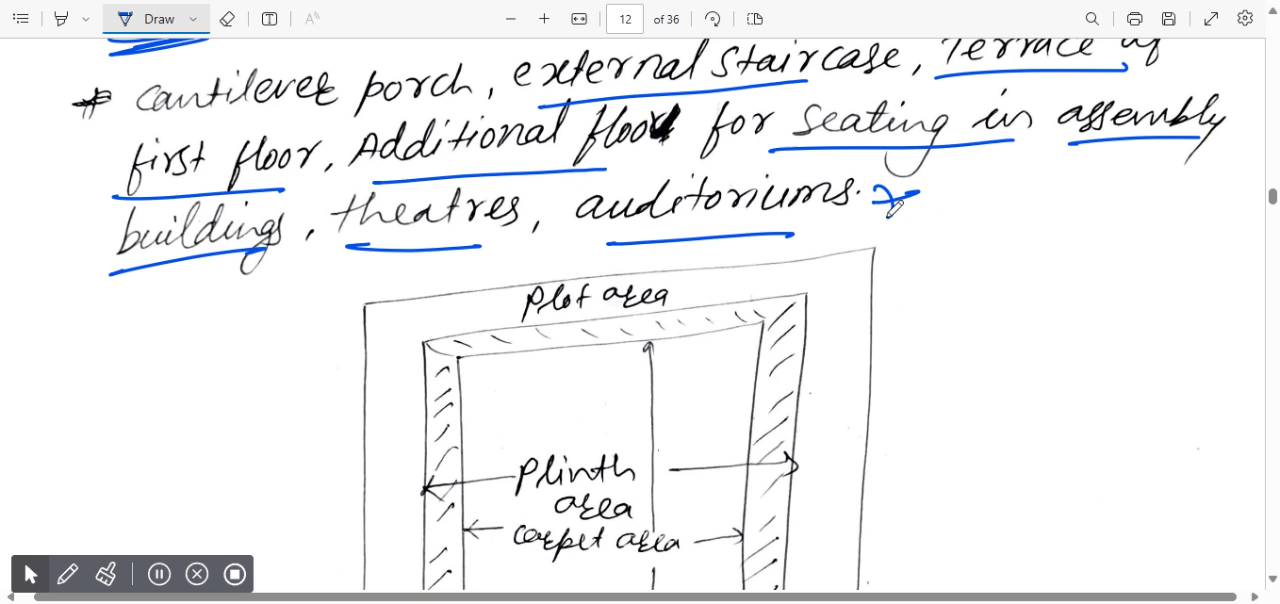 Draw
12 of 36
* cantilever porch, external staircase, Terrace of
first floor, Additional floor for seating in assembly
buildings, theatres, auditoriums.
Plot area
Plinth
area
carpet area